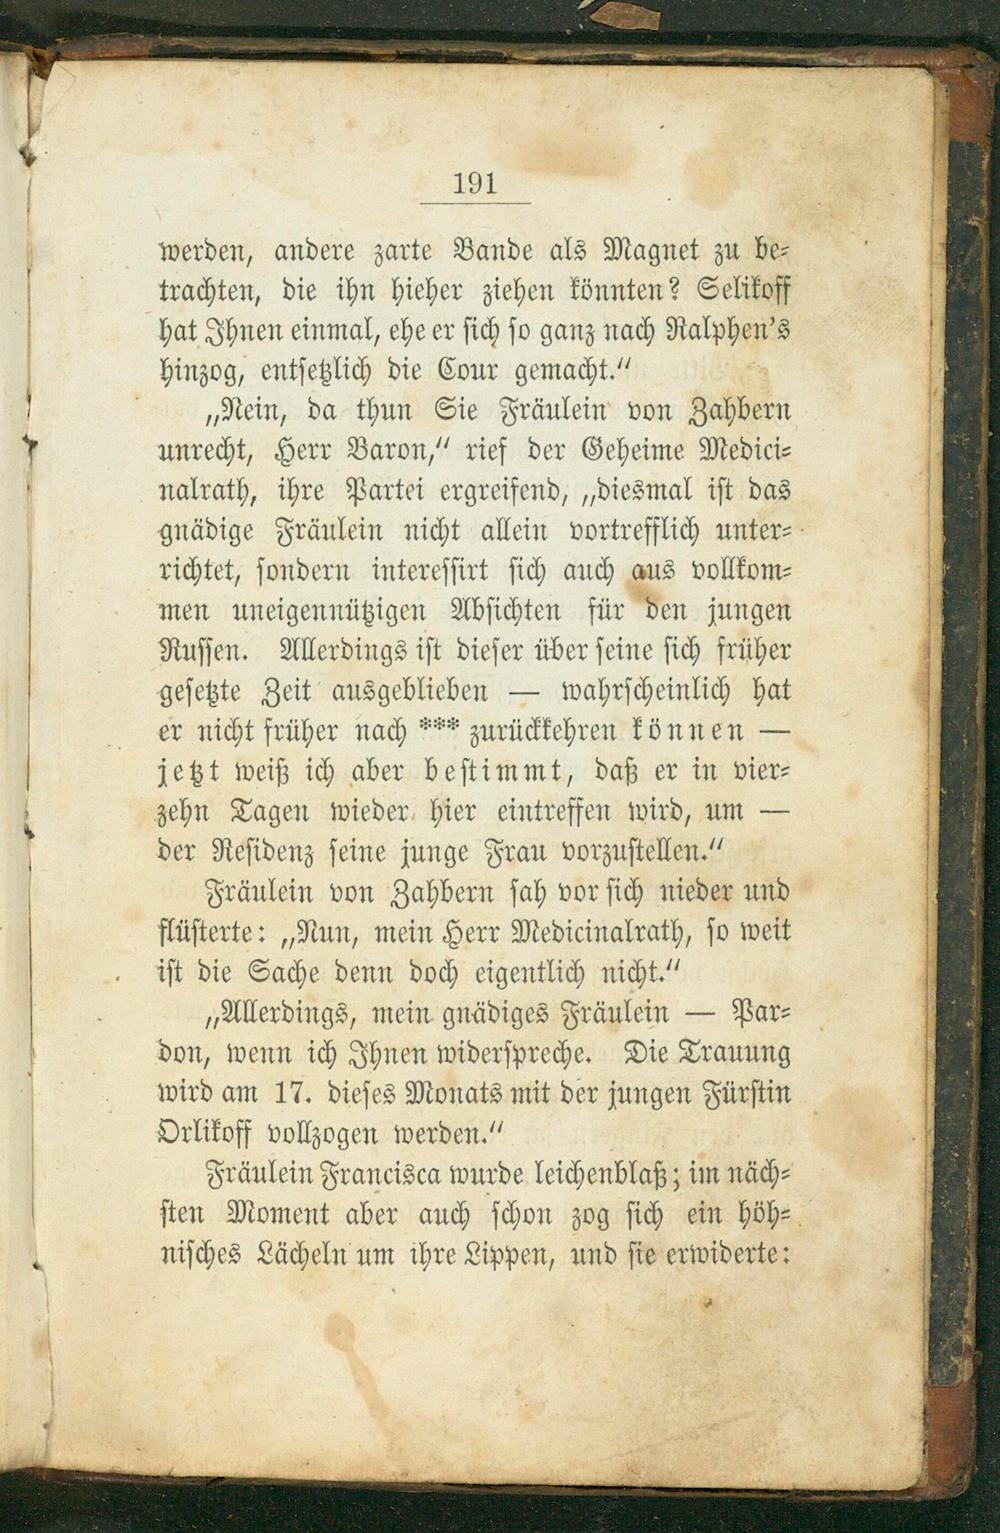 191
werden, andere zarte Bande als Magnet zu be-
trachten, die ihn hieher ziehen könnten? Selikoff
hat Ihnen einmal, ehe er sich so ganz nach Ralphen's
hinzog, entsetzlich die Cour gemacht.“
„Nein, da thun Sie Fräulein von Zahbern
unrecht, Herr Baron,“ rief der Geheime Medici-
nalrath, ihre Partei ergreifend, „diesmal ist das
gnädige Fräulein nicht allein vortrefflich unter-
richtet, sondern interessirt sich auch aus vollkom-
men uneigennützigen Absichten für den jungen
Russen. Allerdings ist dieser über seine sich früher
gesetzte Zeit ausgeblieben — wahrscheinlich hat
er nicht früher nach *** zurückkehren können —
jetzt weiß ich aber bestimmt, daß er in vier-
zehn Tagen wieder hier eintreffen wird, um —
der Residenz seine junge Frau vorzustellen.“
Fräulein von Zahbern sah vor sich nieder und
flüsterte: „Nun, mein Herr Medicinalrath, so weit
ist die Sache denn doch eigentlich nicht.“
„Allerdings, mein gnädiges Fräulein — Par-
don, wenn ich Ihnen widerspreche. Die Trauung
wird am 17. dieses Monats mit der jungen Fürstin
Orlikoff vollzogen werden.“
Fräulein Francisca wurde leichenblaß; im näch-
sten Moment aber auch schon zog sich ein höh-
nisches Lächeln um ihre Lippen, und sie erwiderte: